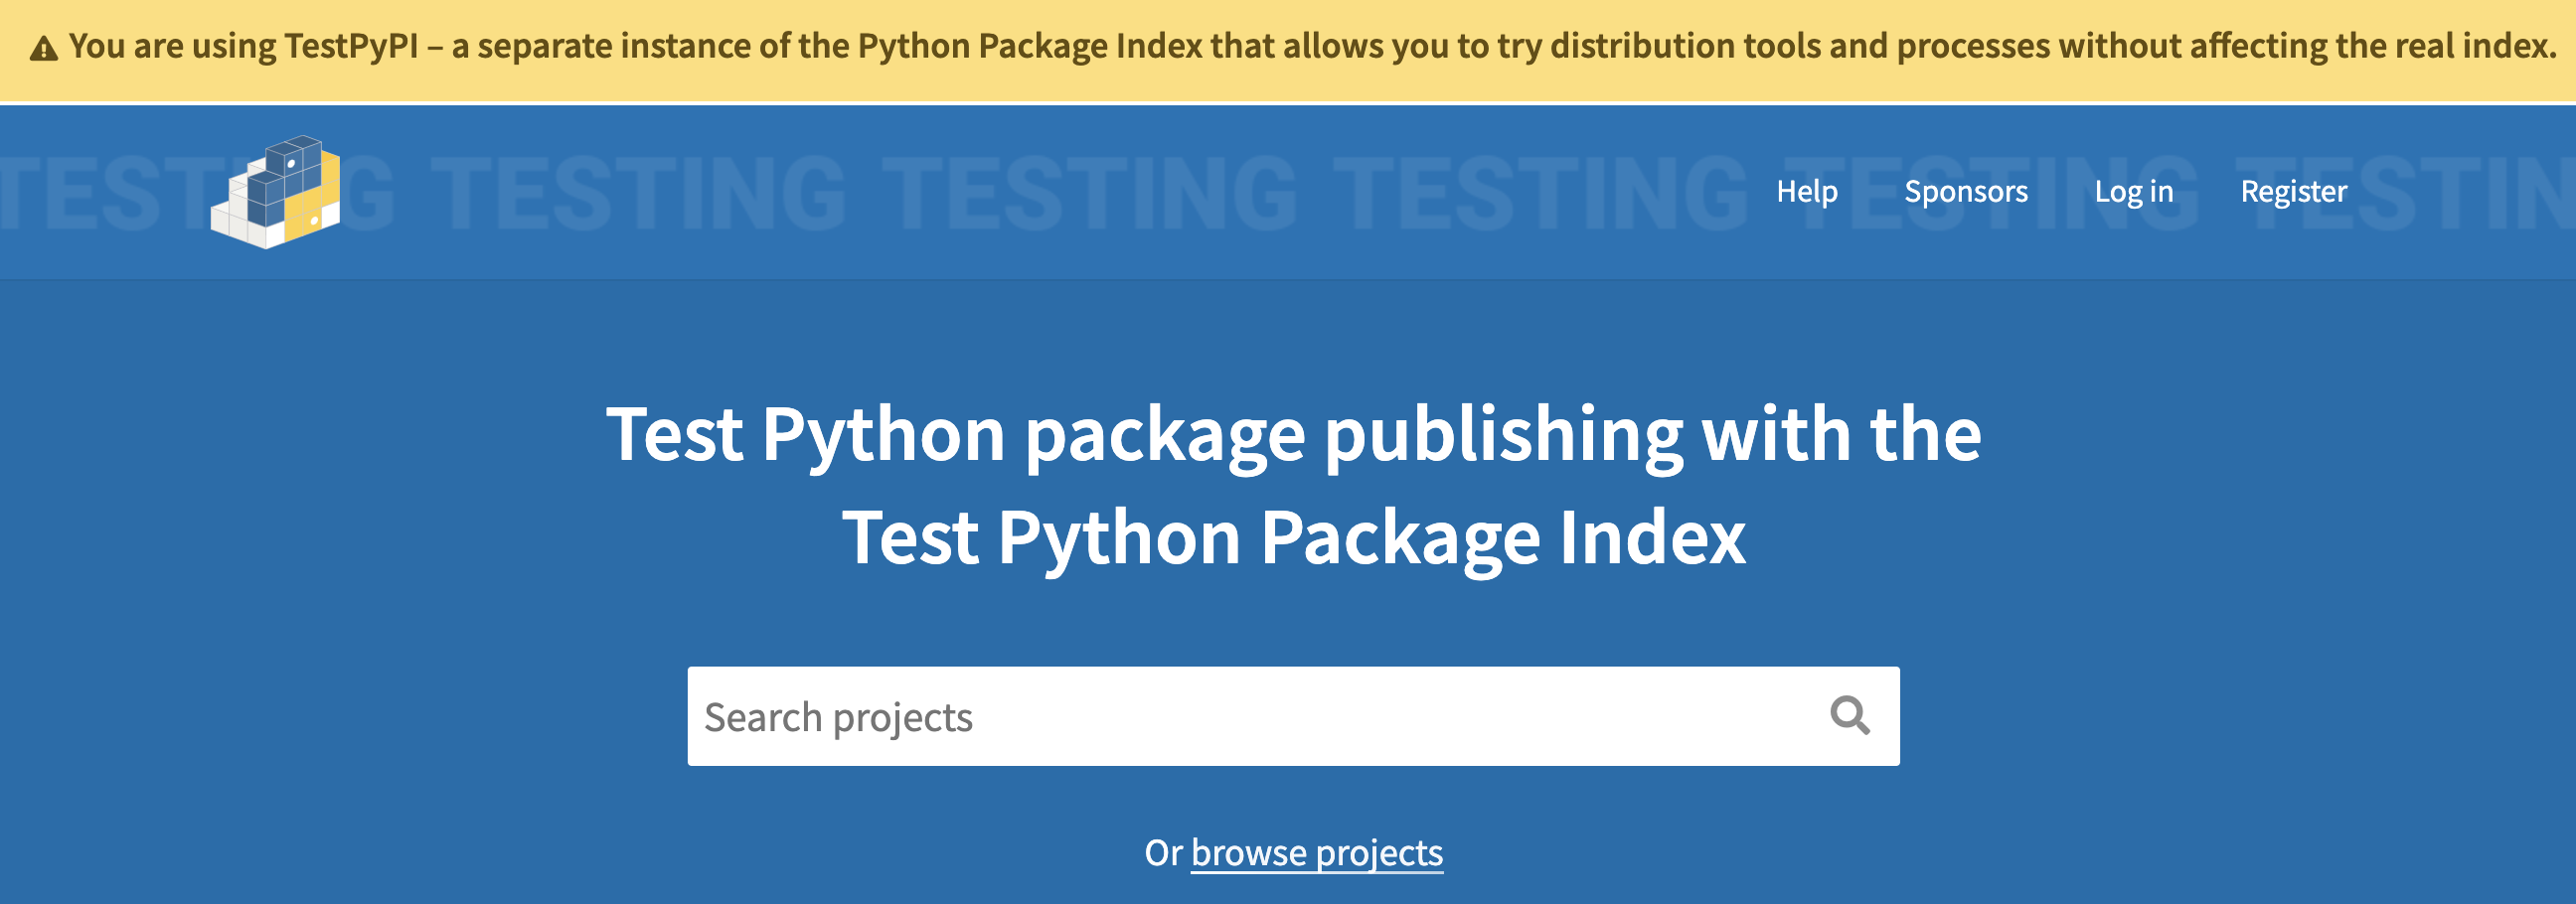 You are using TestPyPI – a separate instance of the Python Package Index that allows you to try distribution tools and processes without affecting the real index.
TESTING TESTING TESTING TESTING TESTING TESTIN
Help Sponsors Log in Register
Test Python package publishing with the
Test Python Package Index
Search projects
Or browse projects